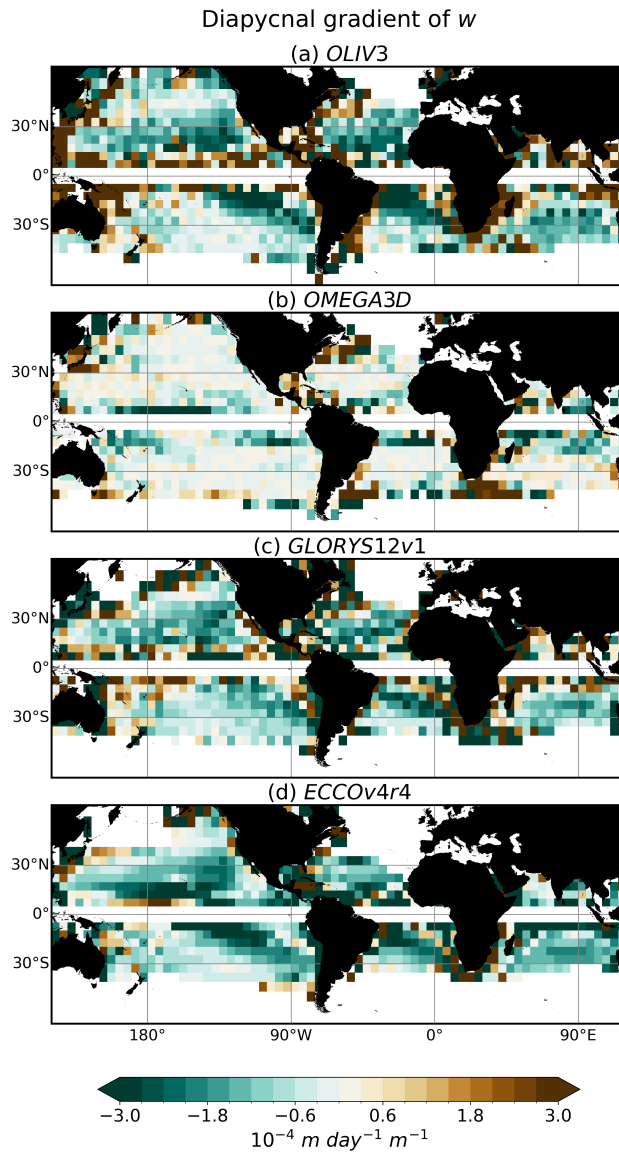 Diapycnal gradient of w
(a) OLIV3
30°N
0°
30°S
(b) OMEGA3D
30°N
0°
30°S
(c) GLORYS12v1
30°N
0°
30°S
(d) ECCOv4r4
30°N
0°
30°S
180° 90°W 0° 90°E
−3.0 −1.8 −0.6 0.6 1.8 3.0
10⁻⁴ m day⁻¹ m⁻¹